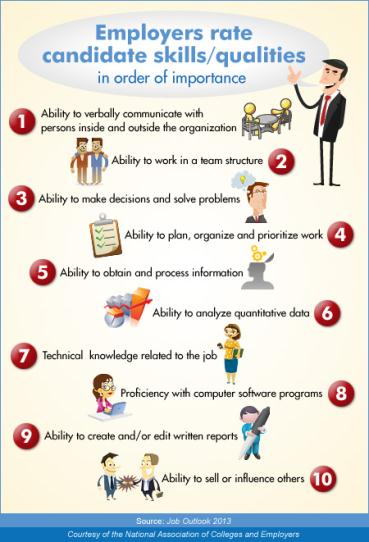 Employers rate
candidate skills/qualities
in order of importance
1 Ability to verbally communicate with
persons inside and outside the organization
Ability to work in a team structure 2
3 Ability to make decisions and solve problems
Ability to plan, organize and prioritize work 4
5 Ability to obtain and process information
Ability to analyze quantitative data 6
7 Technical knowledge related to the job
Proficiency with computer software programs 8
9 Ability to create and/or edit written reports
Ability to sell or influence others 10
Source: Job Outlook 2013
Courtesy of the National Association of Colleges and Employers